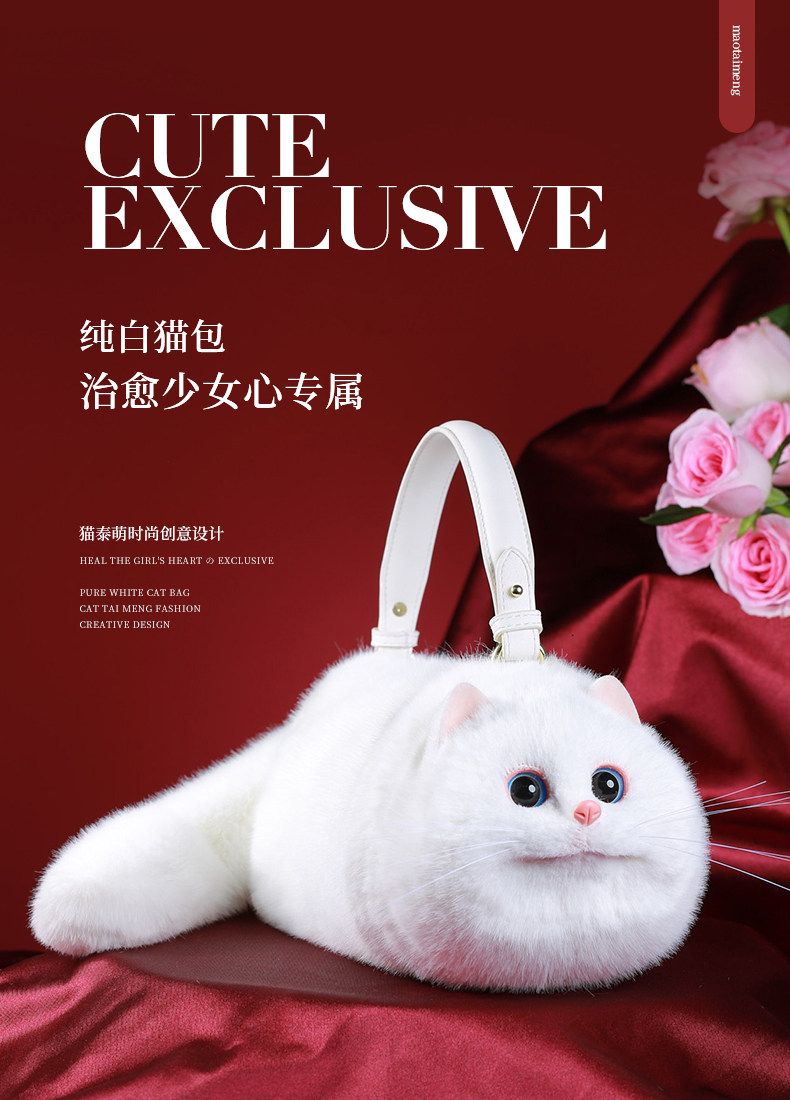 maotaimeng
CUTE
EXCLUSIVE
纯白猫包
治愈少女心专属
猫泰萌时尚创意设计
HEAL THE GIRL'S HEART の EXCLUSIVE
PURE WHITE CAT BAG
CAT TAI MENG FASHION
CREATIVE DESIGN